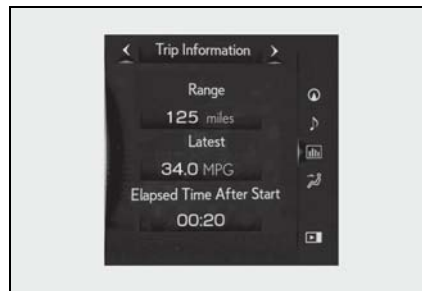 Trip Information
Range
125 miles
Latest
34.0 MPG
Elapsed Time After Start
00:20